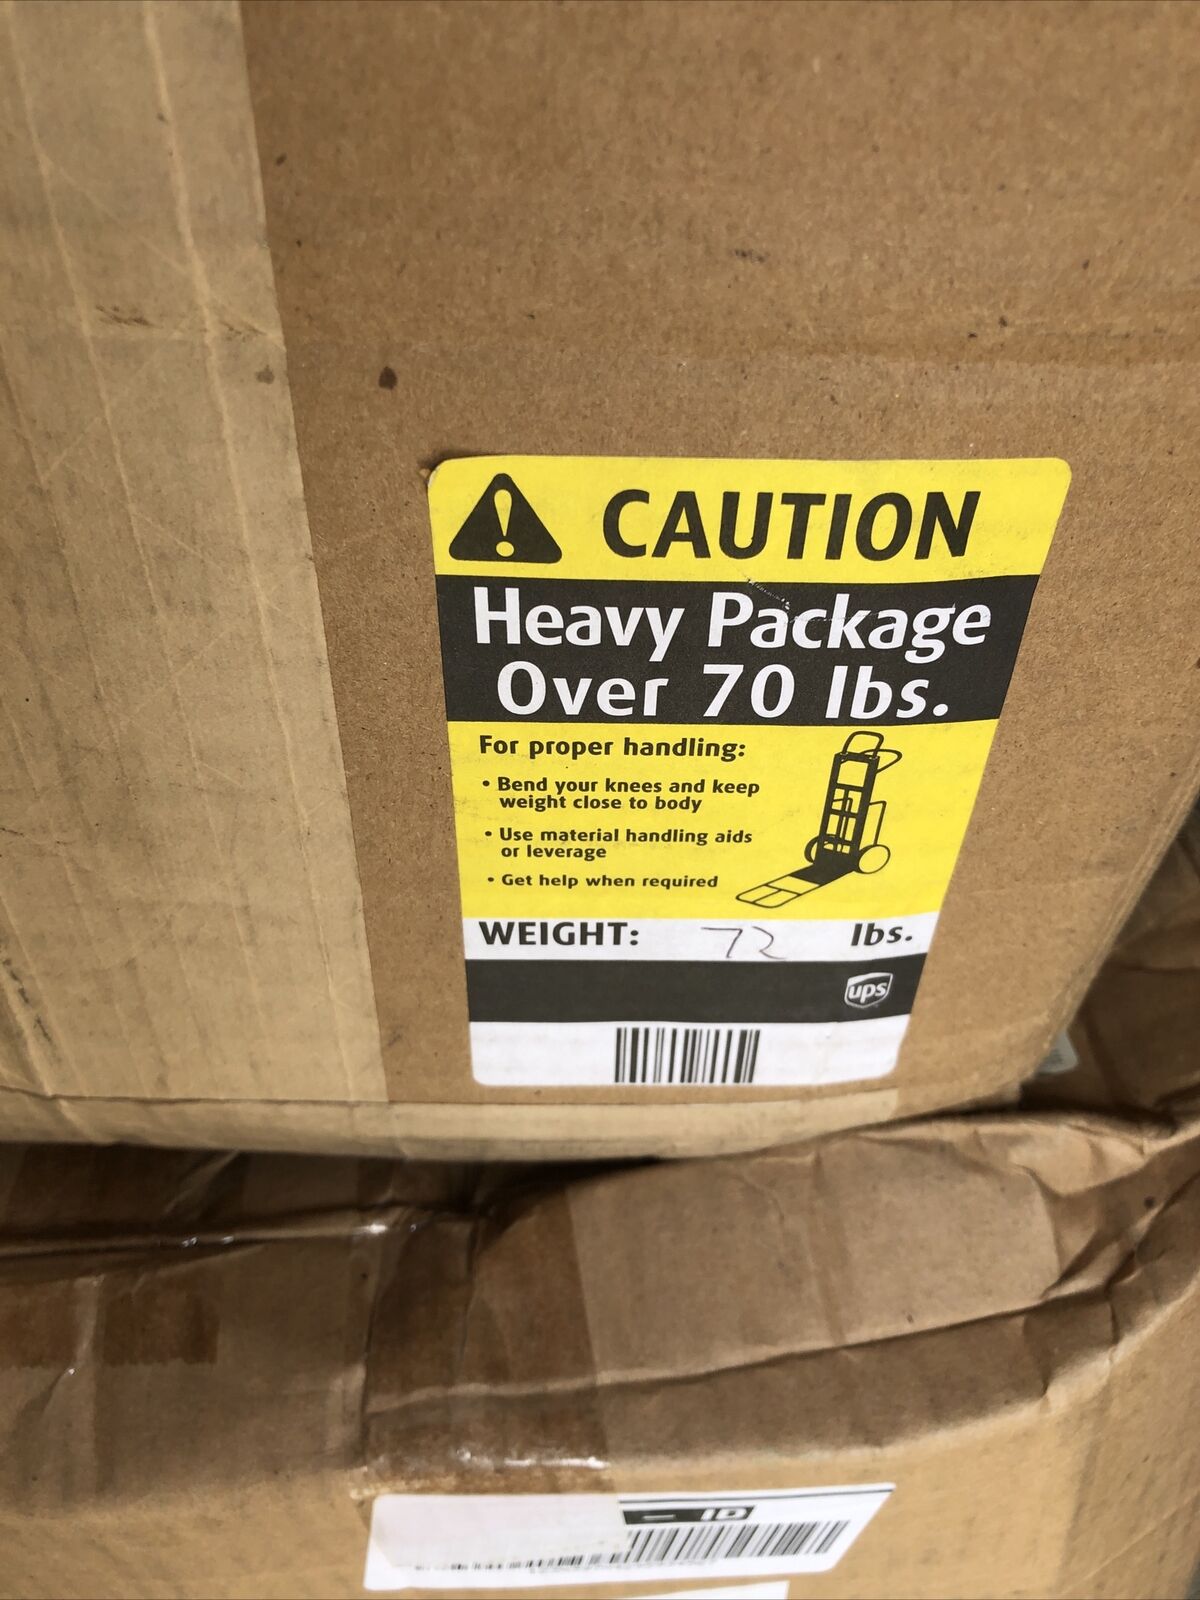 CAUTION
Heavy Package
Over 70 lbs.
For proper handling:
• Bend your knees and keep
weight close to body
• Use material handling aids
or leverage
• Get help when required
WEIGHT: 72 lbs.
ups